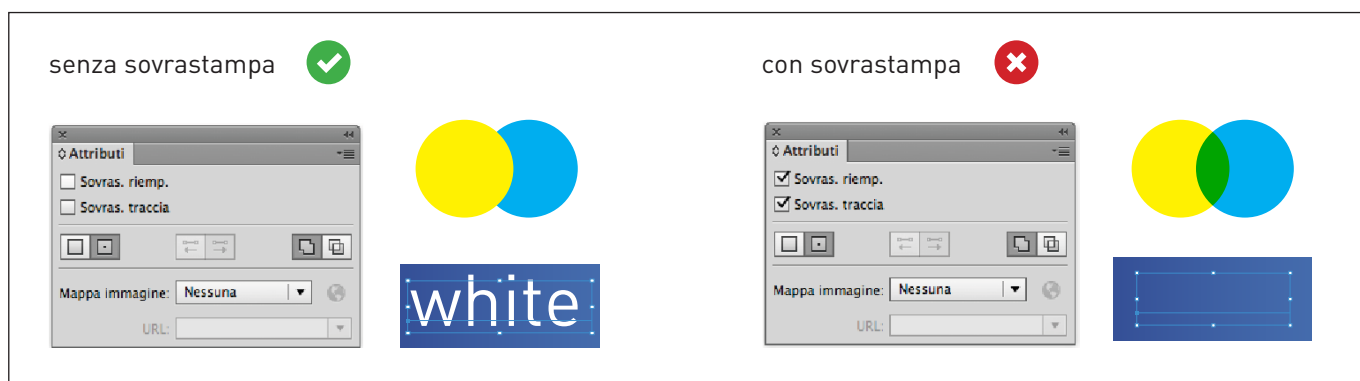 senza sovrastampa
Attributi
Sovras. riemp.
Sovras. traccia
Mappa immagine: Nessuna
URL:
white
con sovrastampa
Attributi
Sovras. riemp.
Sovras. traccia
Mappa immagine: Nessuna
URL: